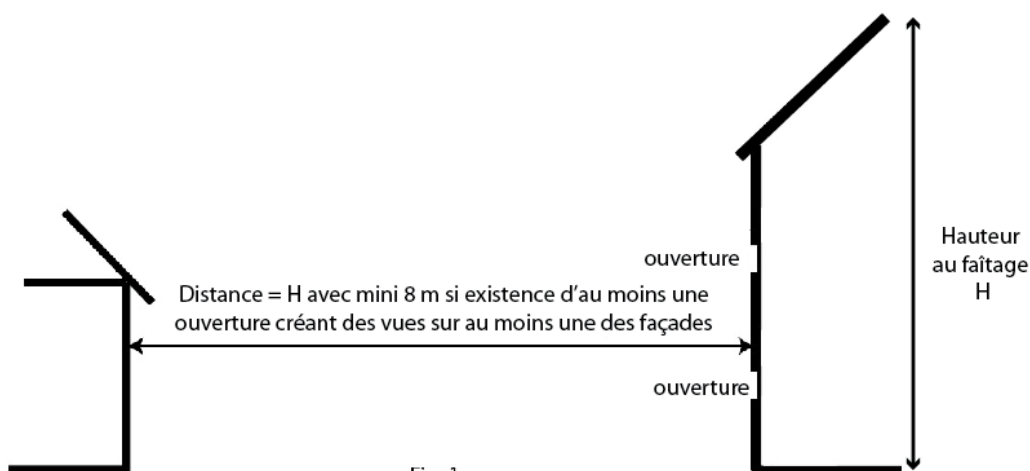 ouverture
Hauteur
au faîtage
H
Distance = H avec mini 8 m si existence d'au moins une
ouverture créant des vues sur au moins une des façades
ouverture